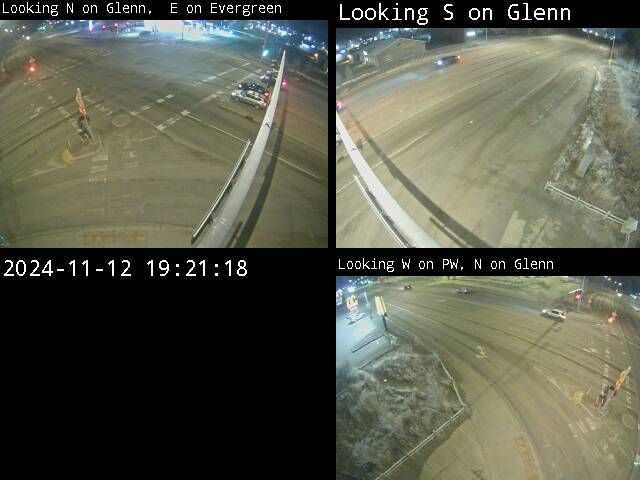 Looking N on Glenn,  E on Evergreen
Looking S on Glenn
2024-11-12 19:21:18
Looking W on PW, N on Glenn